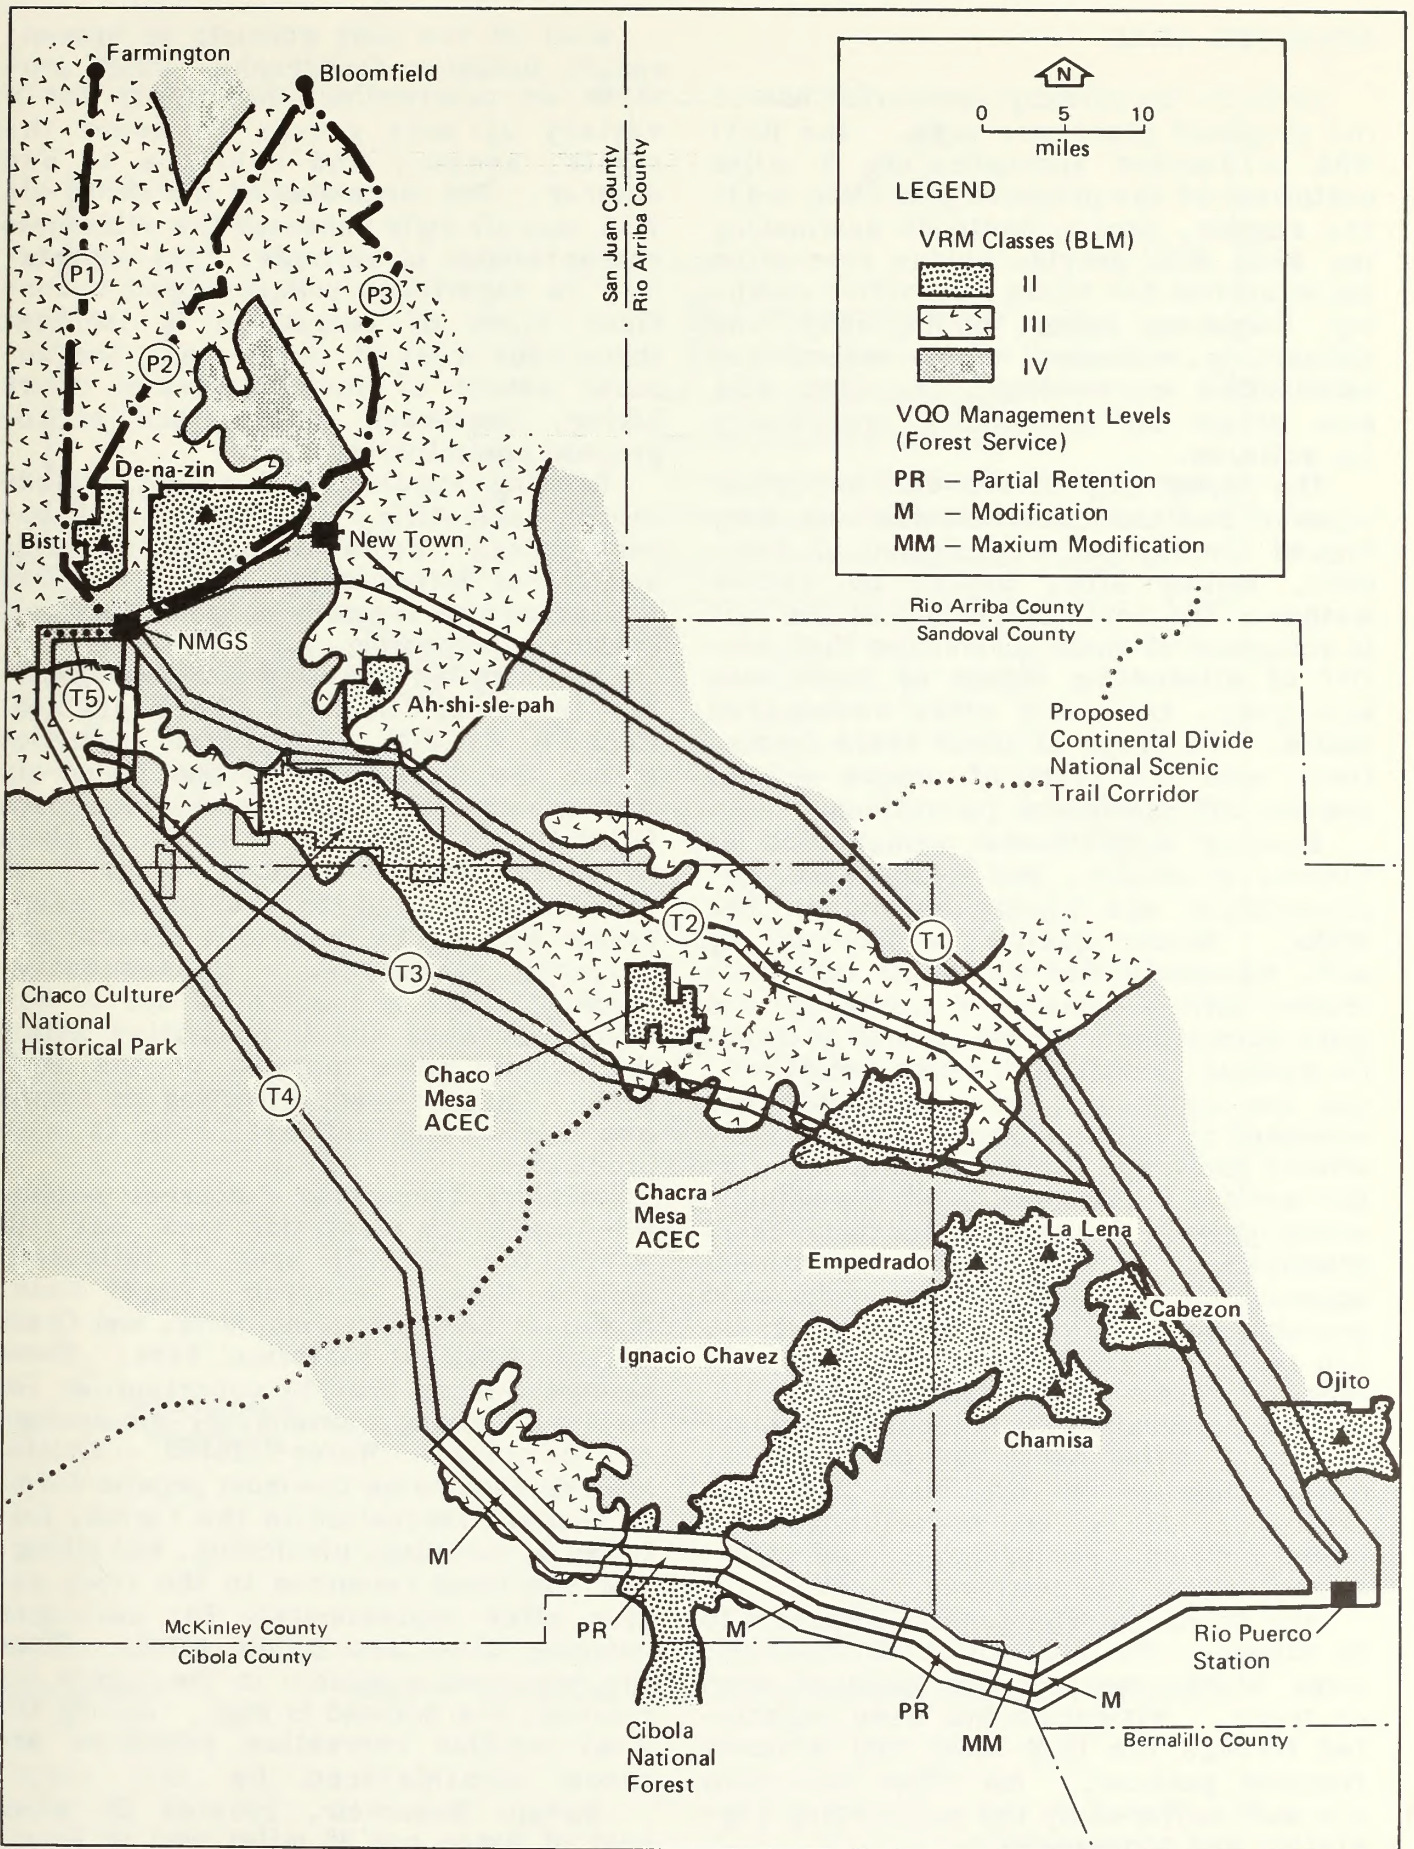 Farmington
Bloomfield
San Juan County
Rio Arriba County
N
0 5 10
miles
LEGEND
VRM Classes (BLM)
II
III
IV
VQO Management Levels
(Forest Service)
PR – Partial Retention
M – Modification
MM – Maxium Modification
P1
P2
P3
De-na-zin
Bisti
New Town
NMGS
T5
Ah-shi-sle-pah
Rio Arriba County
Sandoval County
Proposed
Continental Divide
National Scenic
Trail Corridor
T2
T1
T3
Chaco Culture
National
Historical Park
T4
Chaco
Mesa
ACEC
Chacra
Mesa
ACEC
La Lena
Empedrado
Cabezon
Ignacio Chavez
Ojito
Chamisa
M
PR
M
McKinley County
Cibola County
Rio Puerco
Station
PR
M
MM
Bernalillo County
Cibola
National
Forest